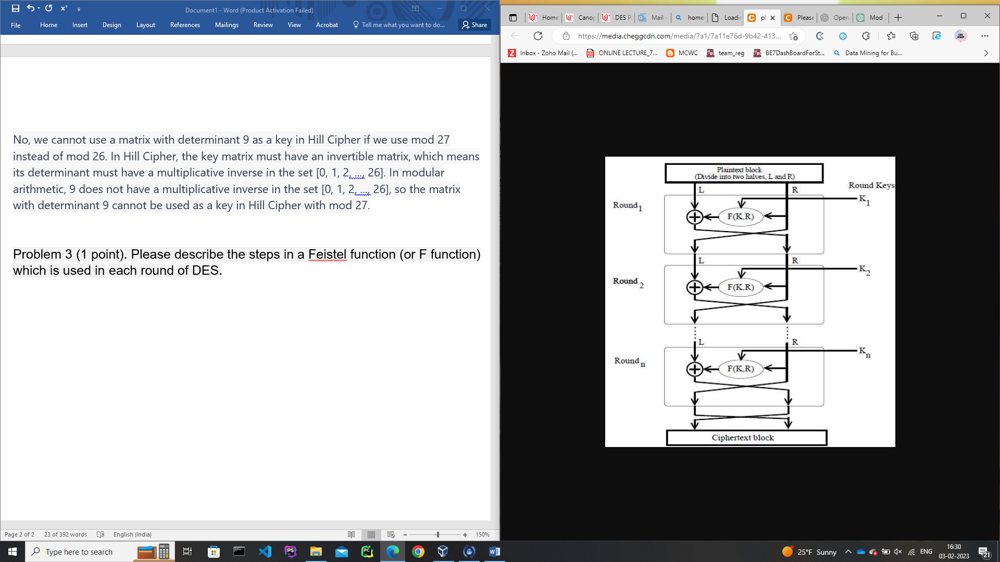 Document1 - Word (Product Activation Failed)
File Home Insert Design Layout References Mailings Review View Acrobat Tell me what you want to do... Share
No, we cannot use a matrix with determinant 9 as a key in Hill Cipher if we use mod 27
instead of mod 26. In Hill Cipher, the key matrix must have an invertible matrix, which means
its determinant must have a multiplicative inverse in the set [0, 1, 2, ..., 26]. In modular
arithmetic, 9 does not have a multiplicative inverse in the set [0, 1, 2, ..., 26], so the matrix
with determinant 9 cannot be used as a key in Hill Cipher with mod 27.
Problem 3 (1 point). Please describe the steps in a Feistel function (or F function)
which is used in each round of DES.
Page 2 of 2 23 of 392 words English (India) 150%
Home Canop DES P Mail - home Loadin pl Please Open Mod 2
https://media.cheggcdn.com/media/7a1/7a11e76d-9b42-413...
Inbox - Zoho Mail (... ONLINE LECTURE_7... MCWC team_reg BE7DashBoardForSt... Data Mining for Bu...
Plaintext block
(Divide into two halves, L and R)
Round Keys
L R
K1
Round1
F(K,R)
L R
K2
Round2
F(K,R)
L R
Kn
Roundn
F(K,R)
Ciphertext block
Type here to search
25°F Sunny ENG 16:30
03-02-2023
21